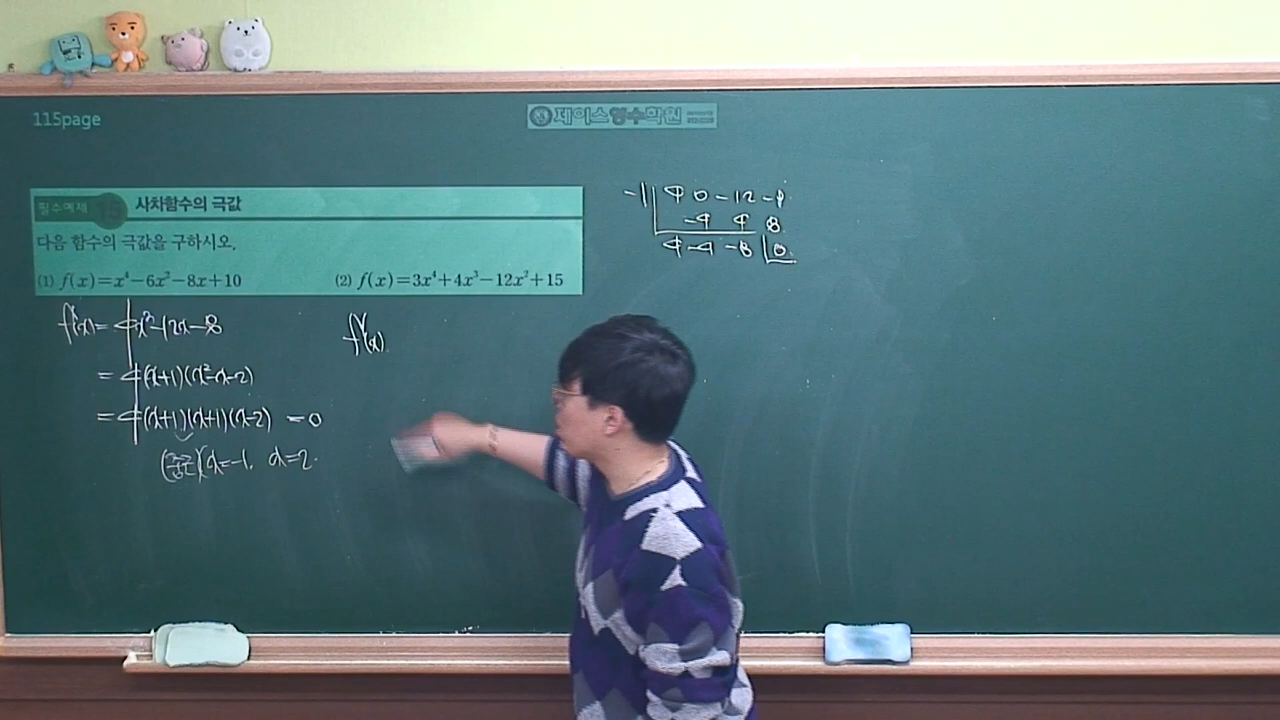 115page
제이스영수학원
필수예제 15 사차함수의 극값
다음 함수의 극값을 구하시오.
(1) f(x)=x⁴−6x²−8x+10 (2) f(x)=3x⁴+4x³−12x²+15
f'(x)=4x³-12x-8
=4(x+1)(x²-x-2)
=4(x+1)(x+1)(x-2) =0
(중근)x=-1, x=2.
f'(x)
-1 4 0 -12 -8
-4 4 8
4 -4 -8 0